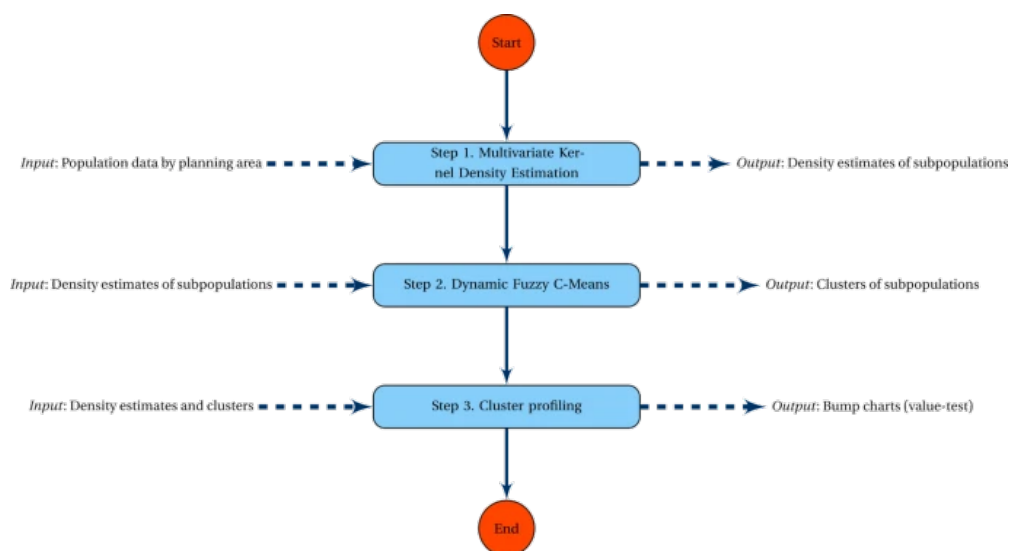 Start
Input: Population data by planning area
Step 1. Multivariate Ker-
nel Density Estimation
Output: Density estimates of subpopulations
Input: Density estimates of subpopulations
Step 2. Dynamic Fuzzy C-Means
Output: Clusters of subpopulations
Input: Density estimates and clusters
Step 3. Cluster profiling
Output: Bump charts (value-test)
End